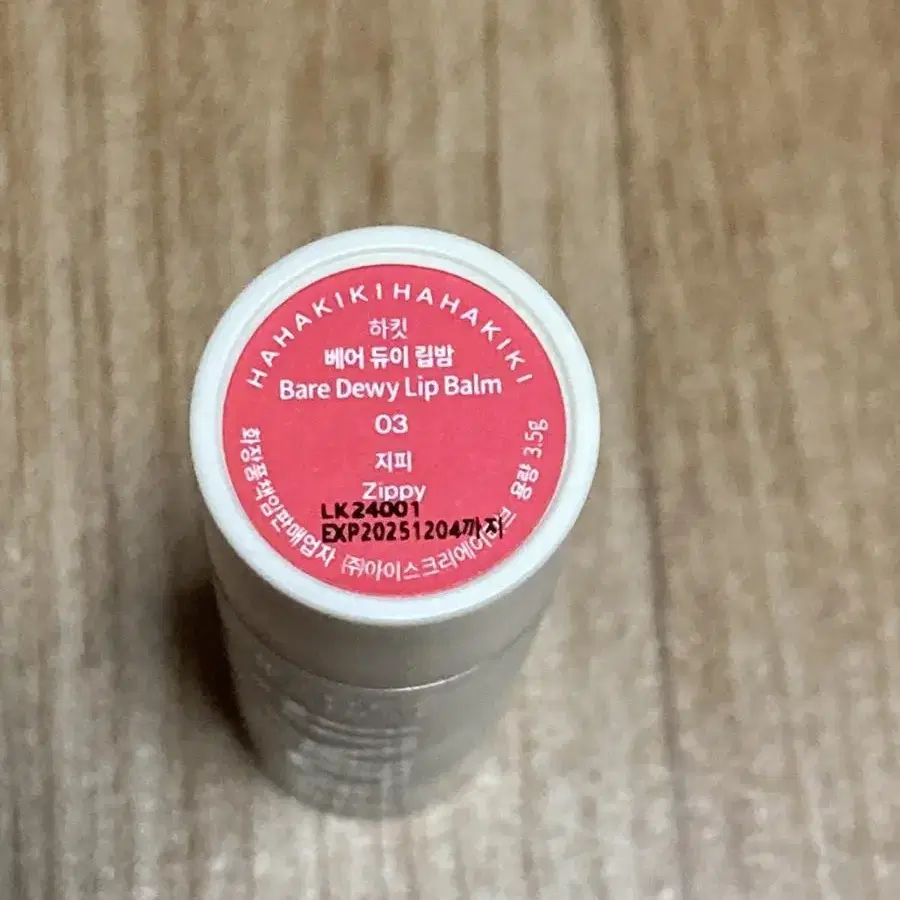 HAHAKIKIHAHAKIKI
하킷
베어 듀이 립밤
Bare Dewy Lip Balm
03
지피
Zippy
LK24001
EXP20251204까지
화장품책임판매업자 ㈜아이스크리에이티브 · 용량 3.5g